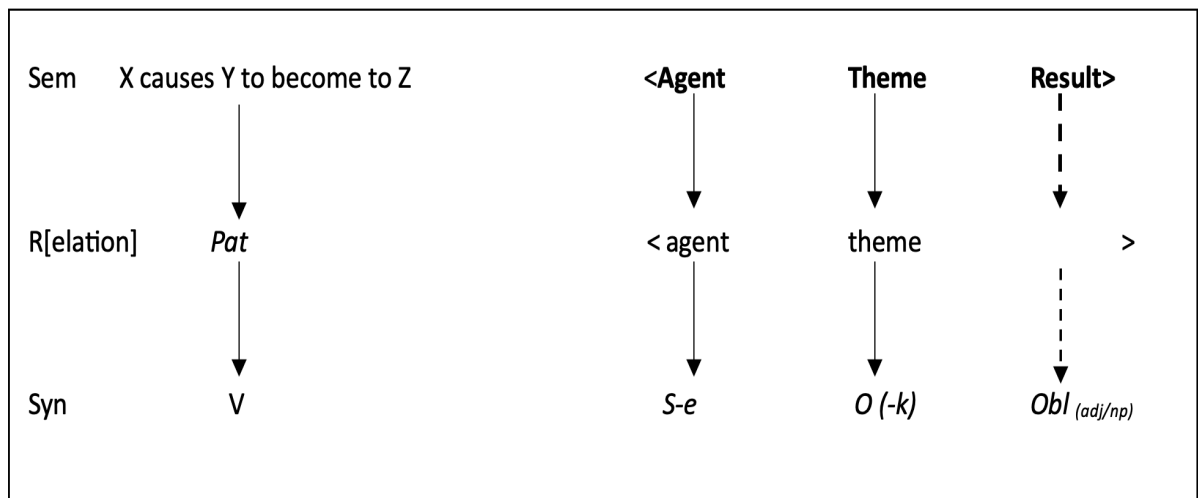 Sem X causes Y to become to Z <Agent Theme Result>
R[elation] Pat < agent theme >
Syn V S-e O (-k) Obl (adj/np)